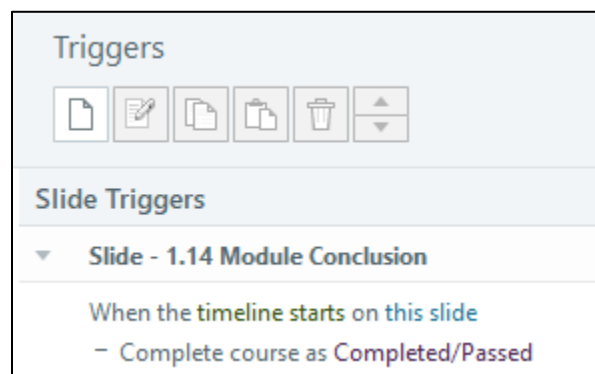 Triggers
Slide Triggers
Slide - 1.14 Module Conclusion
When the timeline starts on this slide
– Complete course as Completed/Passed